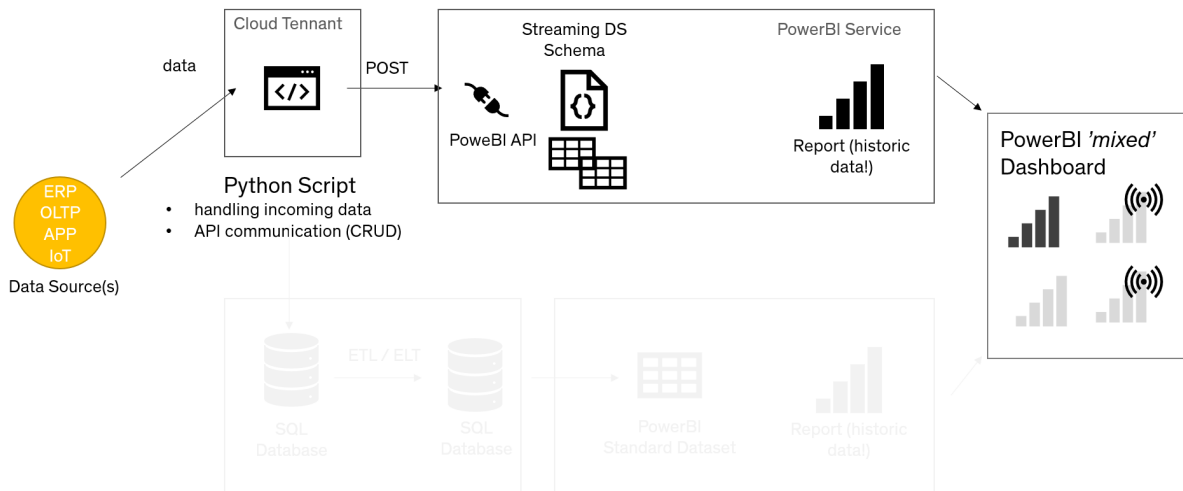 Cloud Tennant
data
POST
Streaming DS
Schema
PowerBI Service
PoweBI API
Report (historic
data!)
PowerBI 'mixed'
Dashboard
ERP
OLTP
APP
IoT
Data Source(s)
Python Script
• handling incoming data
• API communication (CRUD)
ETL / ELT
SQL
Database
SQL
Database
PowerBI
Standard Dataset
Report (historic
data!)